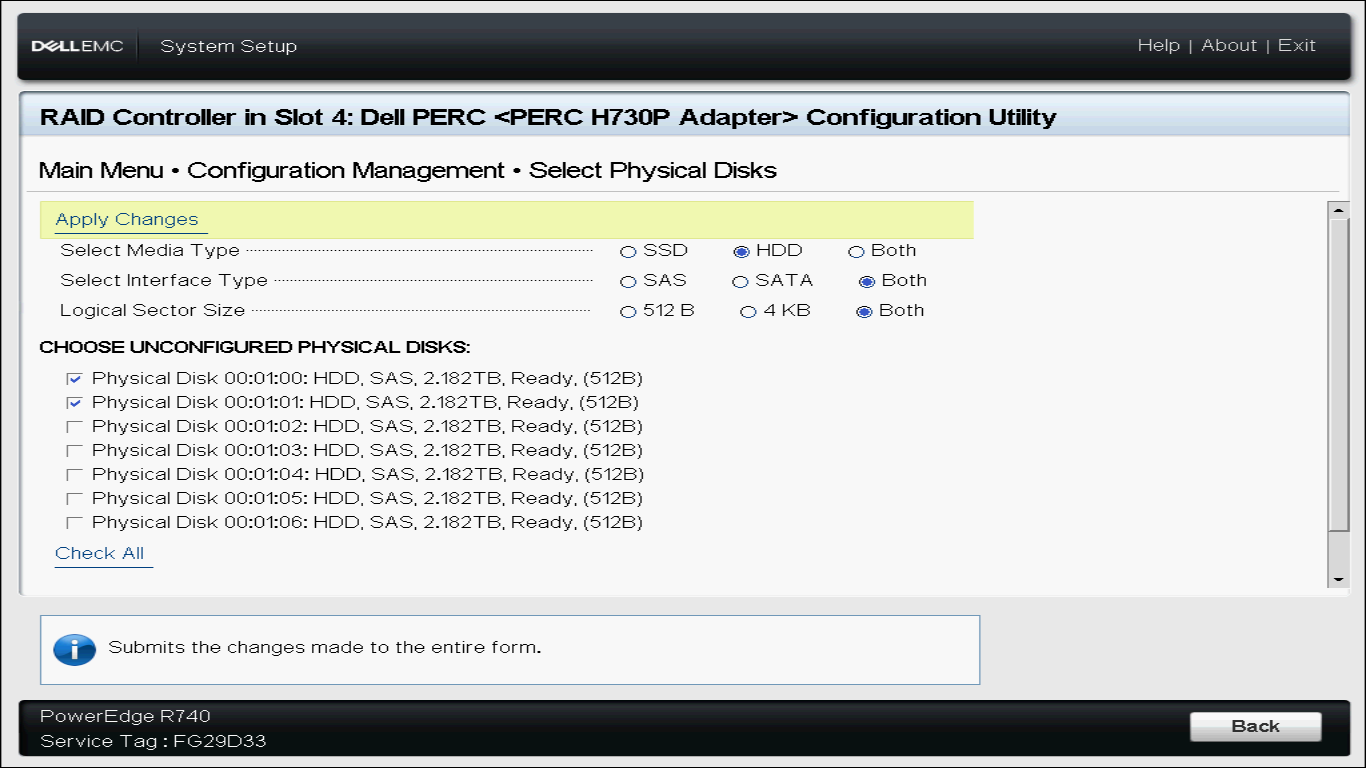 DELLEMC System Setup Help | About | Exit
RAID Controller in Slot 4: Dell PERC <PERC H730P Adapter> Configuration Utility
Main Menu • Configuration Management • Select Physical Disks
Apply Changes
Select Media Type SSD HDD Both
Select Interface Type SAS SATA Both
Logical Sector Size 512 B 4 KB Both
CHOOSE UNCONFIGURED PHYSICAL DISKS:
Physical Disk 00:01:00: HDD, SAS, 2.182TB, Ready, (512B)
Physical Disk 00:01:01: HDD, SAS, 2.182TB, Ready, (512B)
Physical Disk 00:01:02: HDD, SAS, 2.182TB, Ready, (512B)
Physical Disk 00:01:03: HDD, SAS, 2.182TB, Ready, (512B)
Physical Disk 00:01:04: HDD, SAS, 2.182TB, Ready, (512B)
Physical Disk 00:01:05: HDD, SAS, 2.182TB, Ready, (512B)
Physical Disk 00:01:06: HDD, SAS, 2.182TB, Ready, (512B)
Check All
i Submits the changes made to the entire form.
PowerEdge R740
Service Tag : FG29D33
Back